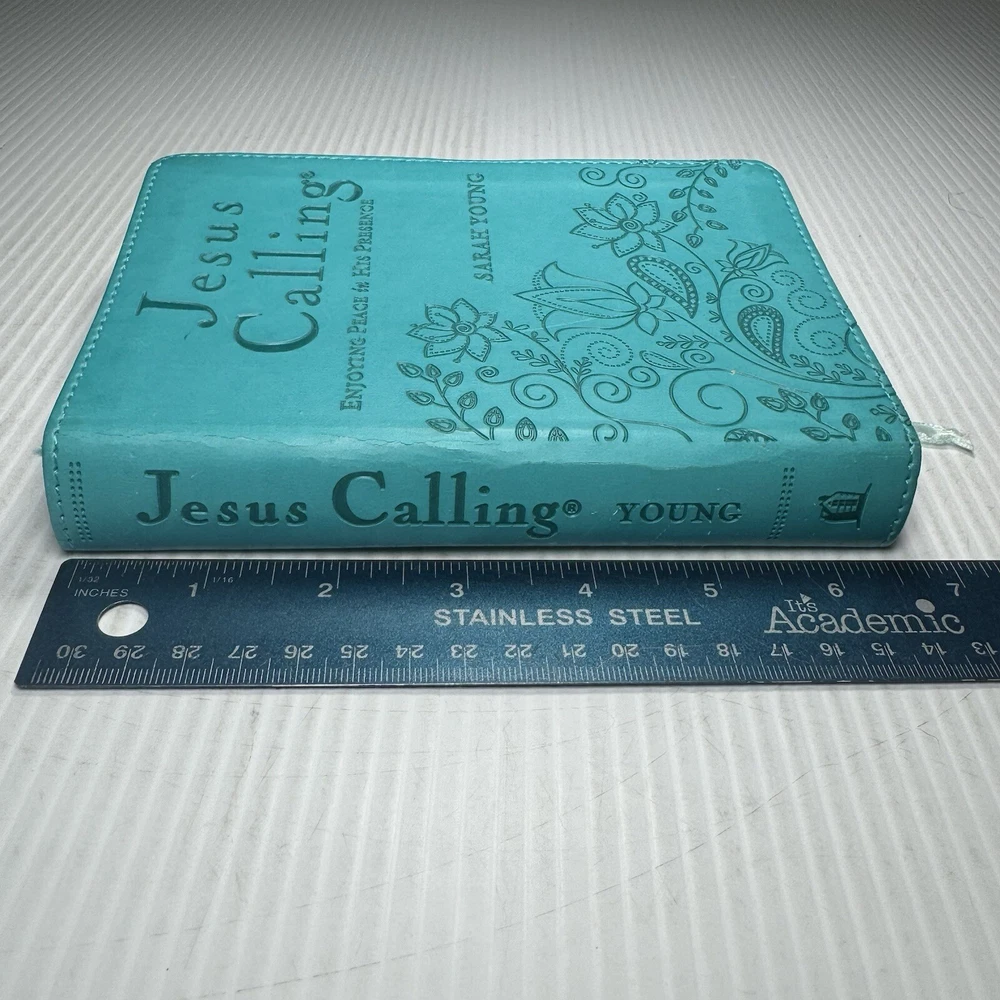 Jesus
Calling®
Enjoying Peace in His Presence
SARAH YOUNG
Jesus Calling® YOUNG
1/32 1/16 1 2 3 4 5 6 7
INCHES
STAINLESS STEEL It's Academic
30 29 28 27 26 25 24 23 22 21 20 19 18 17 16 15 14 13